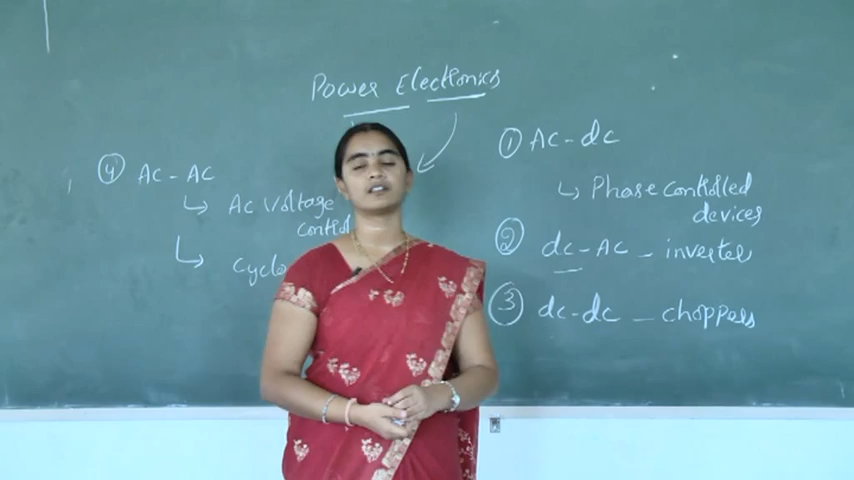 Power Electronics
① AC - dc
↳ Phase controlled
devices
② dc - AC - inverter
③ dc - dc - choppers
④ AC - AC
↳ AC Voltage
control
↳ Cyclo